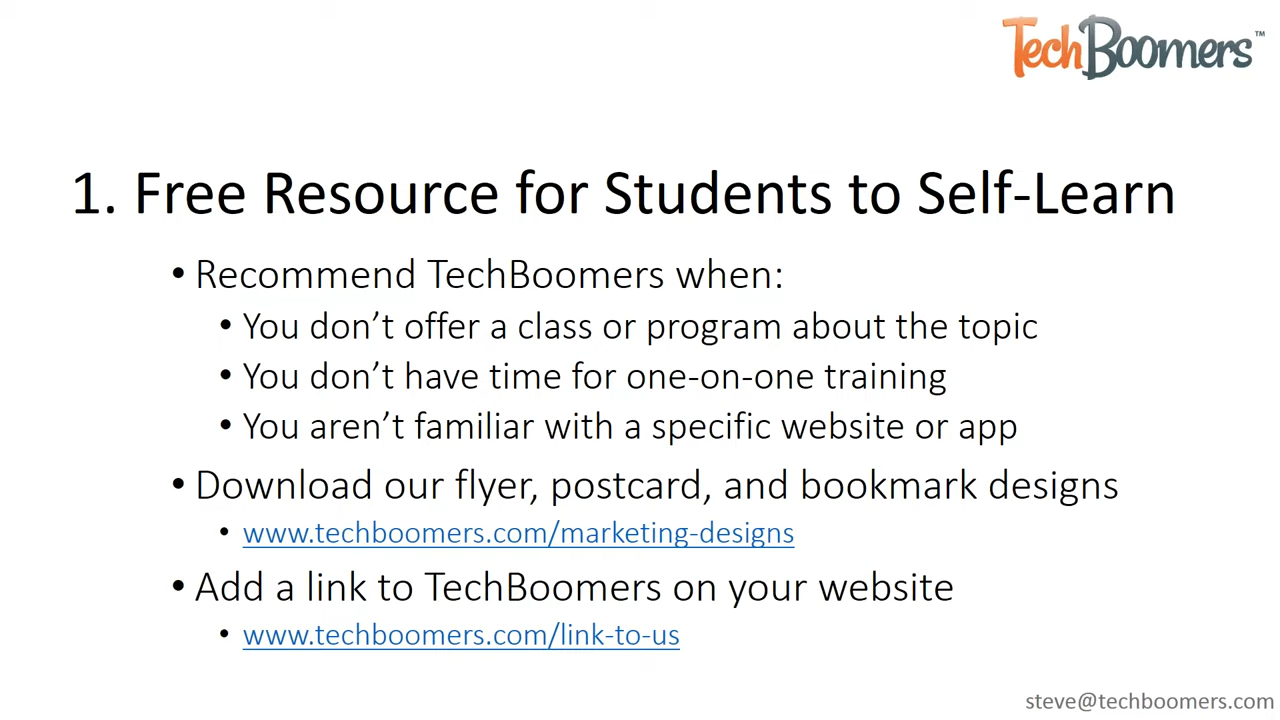 TechBoomers™
1. Free Resource for Students to Self-Learn
• Recommend TechBoomers when:
• You don’t offer a class or program about the topic
• You don’t have time for one-on-one training
• You aren’t familiar with a specific website or app
• Download our flyer, postcard, and bookmark designs
• www.techboomers.com/marketing-designs
• Add a link to TechBoomers on your website
• www.techboomers.com/link-to-us
steve@techboomers.com